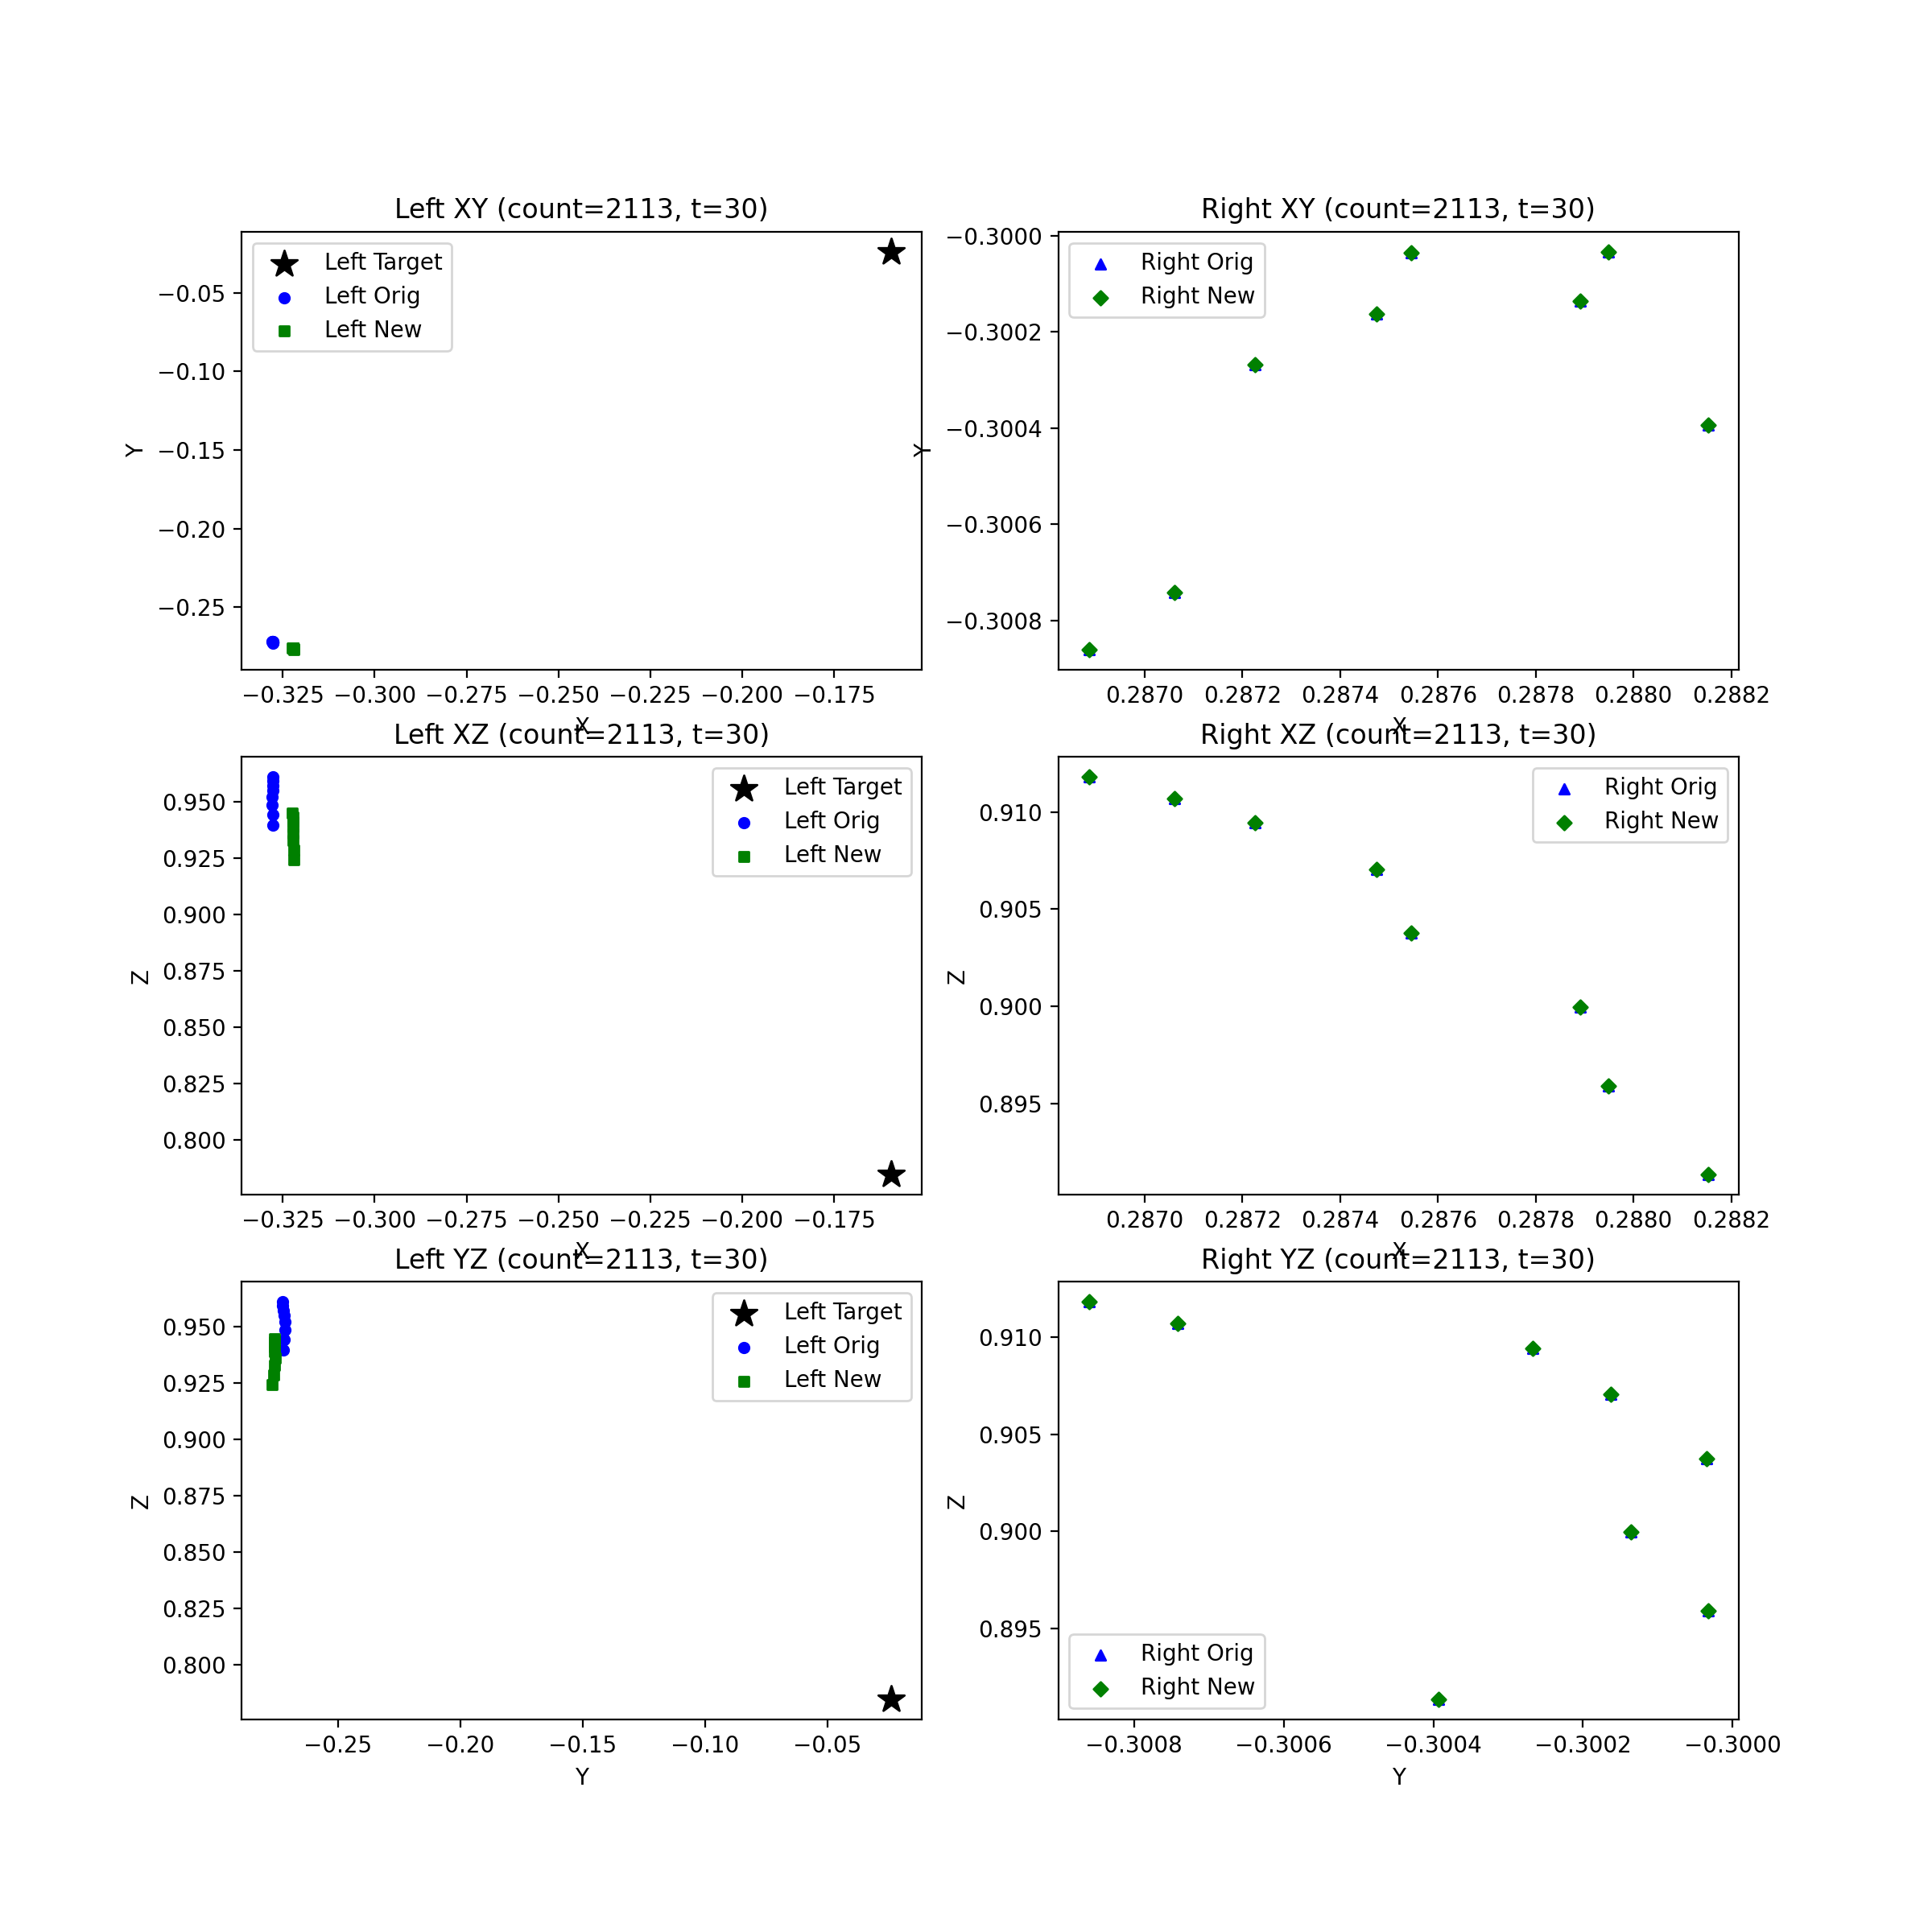 Left XY (count=2113, t=30)
Left Target
Left Orig
Left New
−0.05
−0.10
−0.15
−0.20
−0.25
Y
−0.325 −0.300 −0.275 −0.250 −0.225 −0.200 −0.175
X
Right XY (count=2113, t=30)
Right Orig
Right New
−0.3000
−0.3002
−0.3004
−0.3006
−0.3008
Y
0.2870 0.2872 0.2874 0.2876 0.2878 0.2880 0.2882
X
Left XZ (count=2113, t=30)
Left Target
Left Orig
Left New
0.950
0.925
0.900
0.875
0.850
0.825
0.800
Z
−0.325 −0.300 −0.275 −0.250 −0.225 −0.200 −0.175
X
Right XZ (count=2113, t=30)
Right Orig
Right New
0.910
0.905
0.900
0.895
Z
0.2870 0.2872 0.2874 0.2876 0.2878 0.2880 0.2882
X
Left YZ (count=2113, t=30)
Left Target
Left Orig
Left New
0.950
0.925
0.900
0.875
0.850
0.825
0.800
Z
−0.25 −0.20 −0.15 −0.10 −0.05
Y
Right YZ (count=2113, t=30)
Right Orig
Right New
0.910
0.905
0.900
0.895
Z
−0.3008 −0.3006 −0.3004 −0.3002 −0.3000
Y